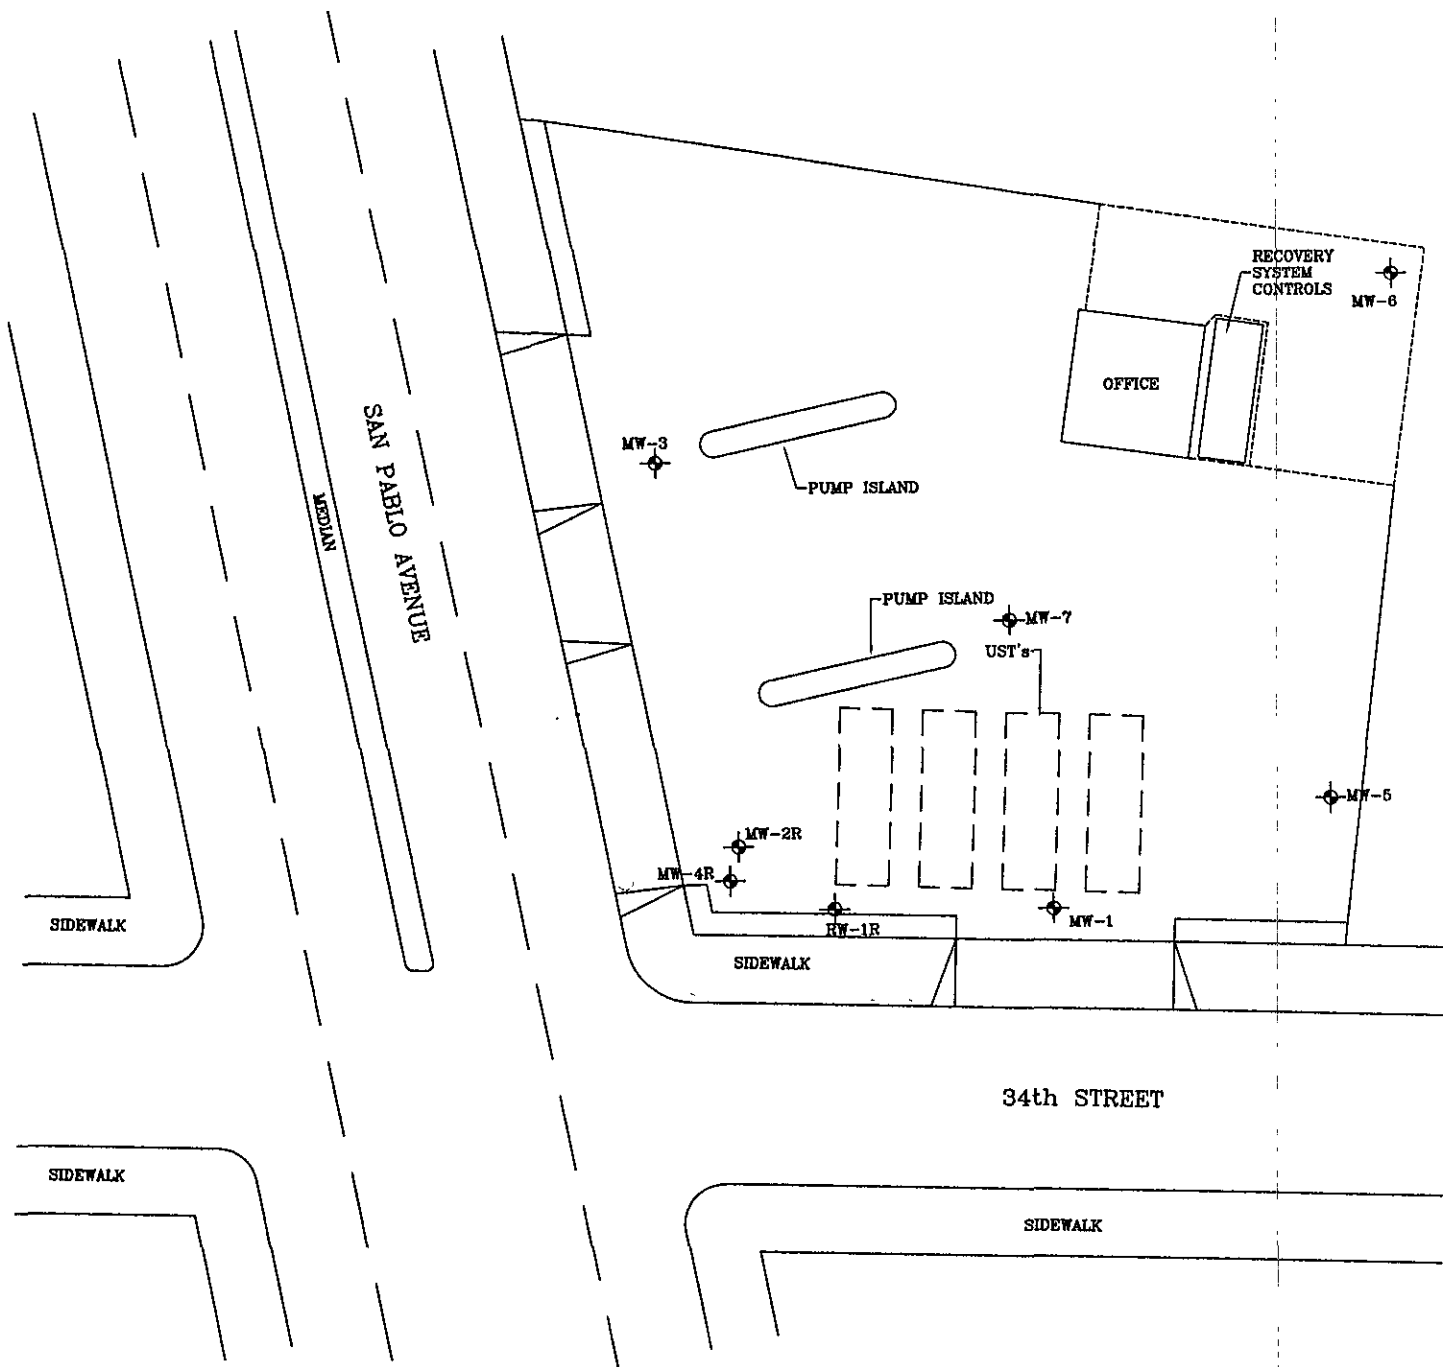 RECOVERY
SYSTEM
CONTROLS
MW-6
OFFICE
SAN PABLO AVENUE
MEDIAN
MW-3
PUMP ISLAND
PUMP ISLAND
MW-7
UST's
MW-5
MW-2R
MW-4R
RW-1R
MW-1
SIDEWALK
SIDEWALK
34th STREET
SIDEWALK
SIDEWALK